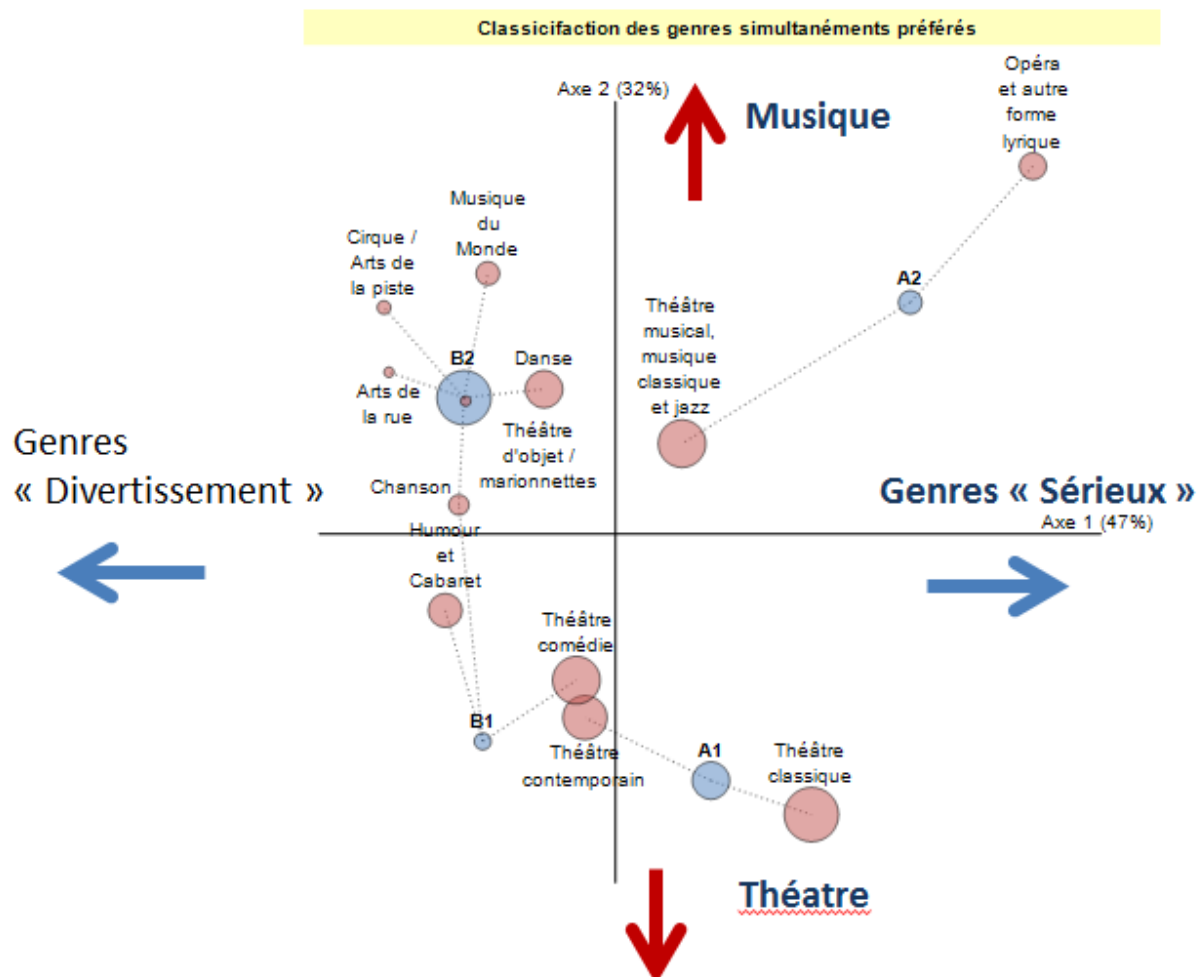 Classicifaction des genres simultanéments préférés
Axe 2 (32%)
Musique
Opéra
et autre
forme
lyrique
Musique
du
Monde
Cirque /
Arts de
la piste
A2
Théâtre
musical,
musique
classique
et jazz
B2
Danse
Arts de
la rue
Théâtre
d'objet /
marionnettes
Genres
« Divertissement »
Chanson
Genres « Sérieux »
Axe 1 (47%)
Humour
et
Cabaret
Théâtre
comédie
B1
Théâtre
contemporain
A1
Théâtre
classique
Théatre